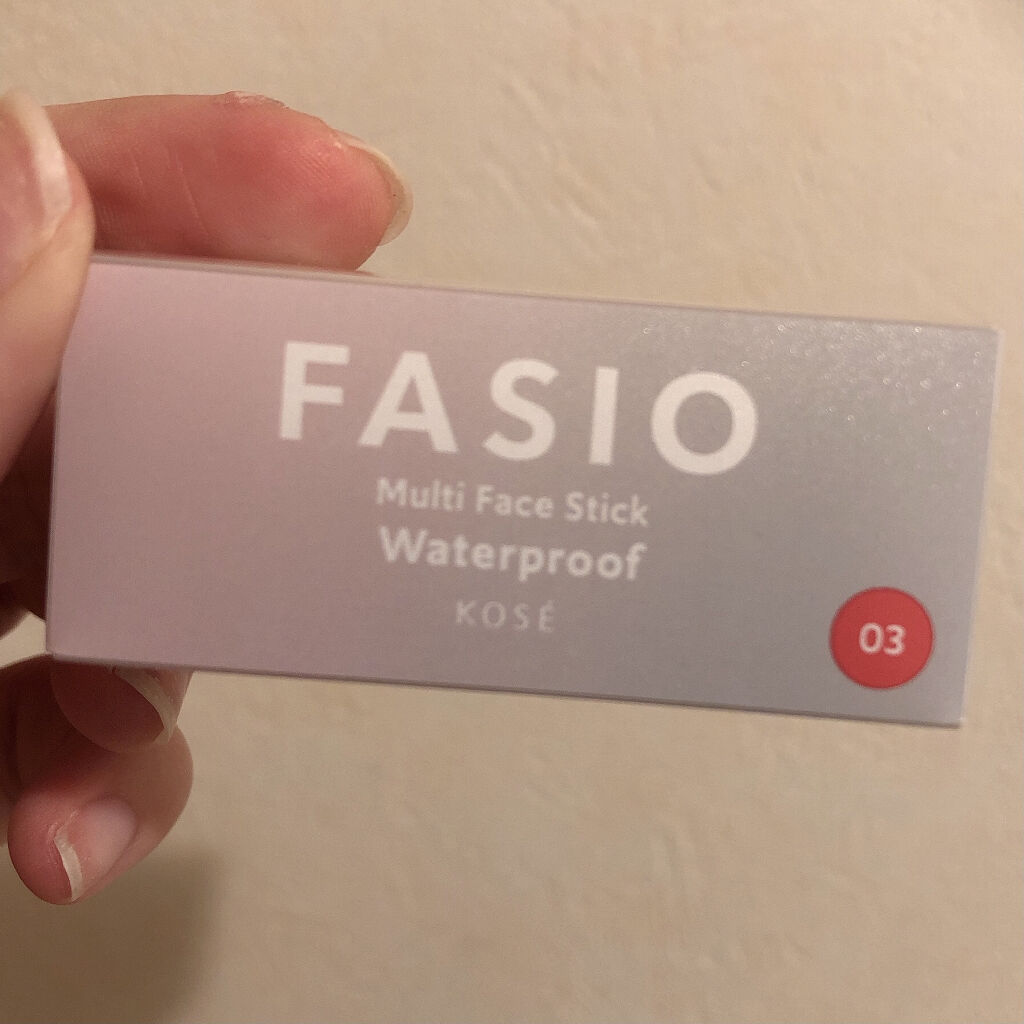 FASIO
Multi Face Stick
Waterproof
KOSÉ
03